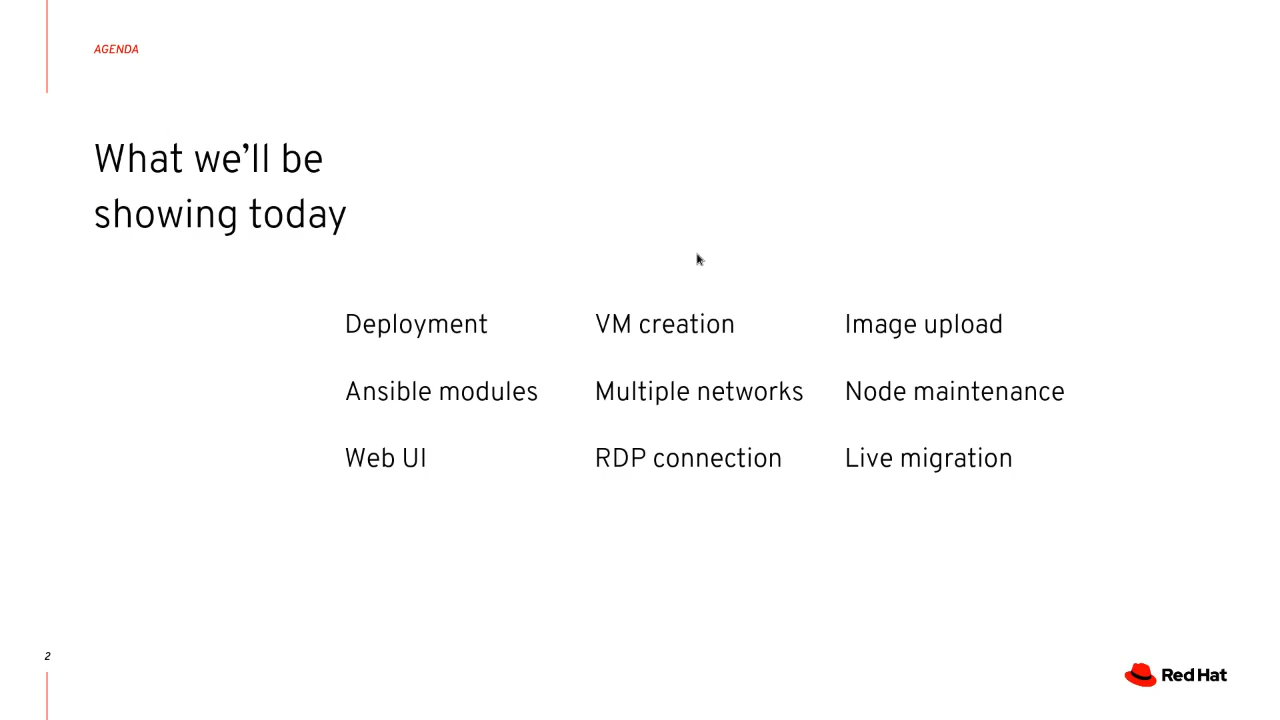 AGENDA
What we’ll be
showing today
Deployment
VM creation
Image upload
Ansible modules
Multiple networks
Node maintenance
Web UI
RDP connection
Live migration
2
Red Hat